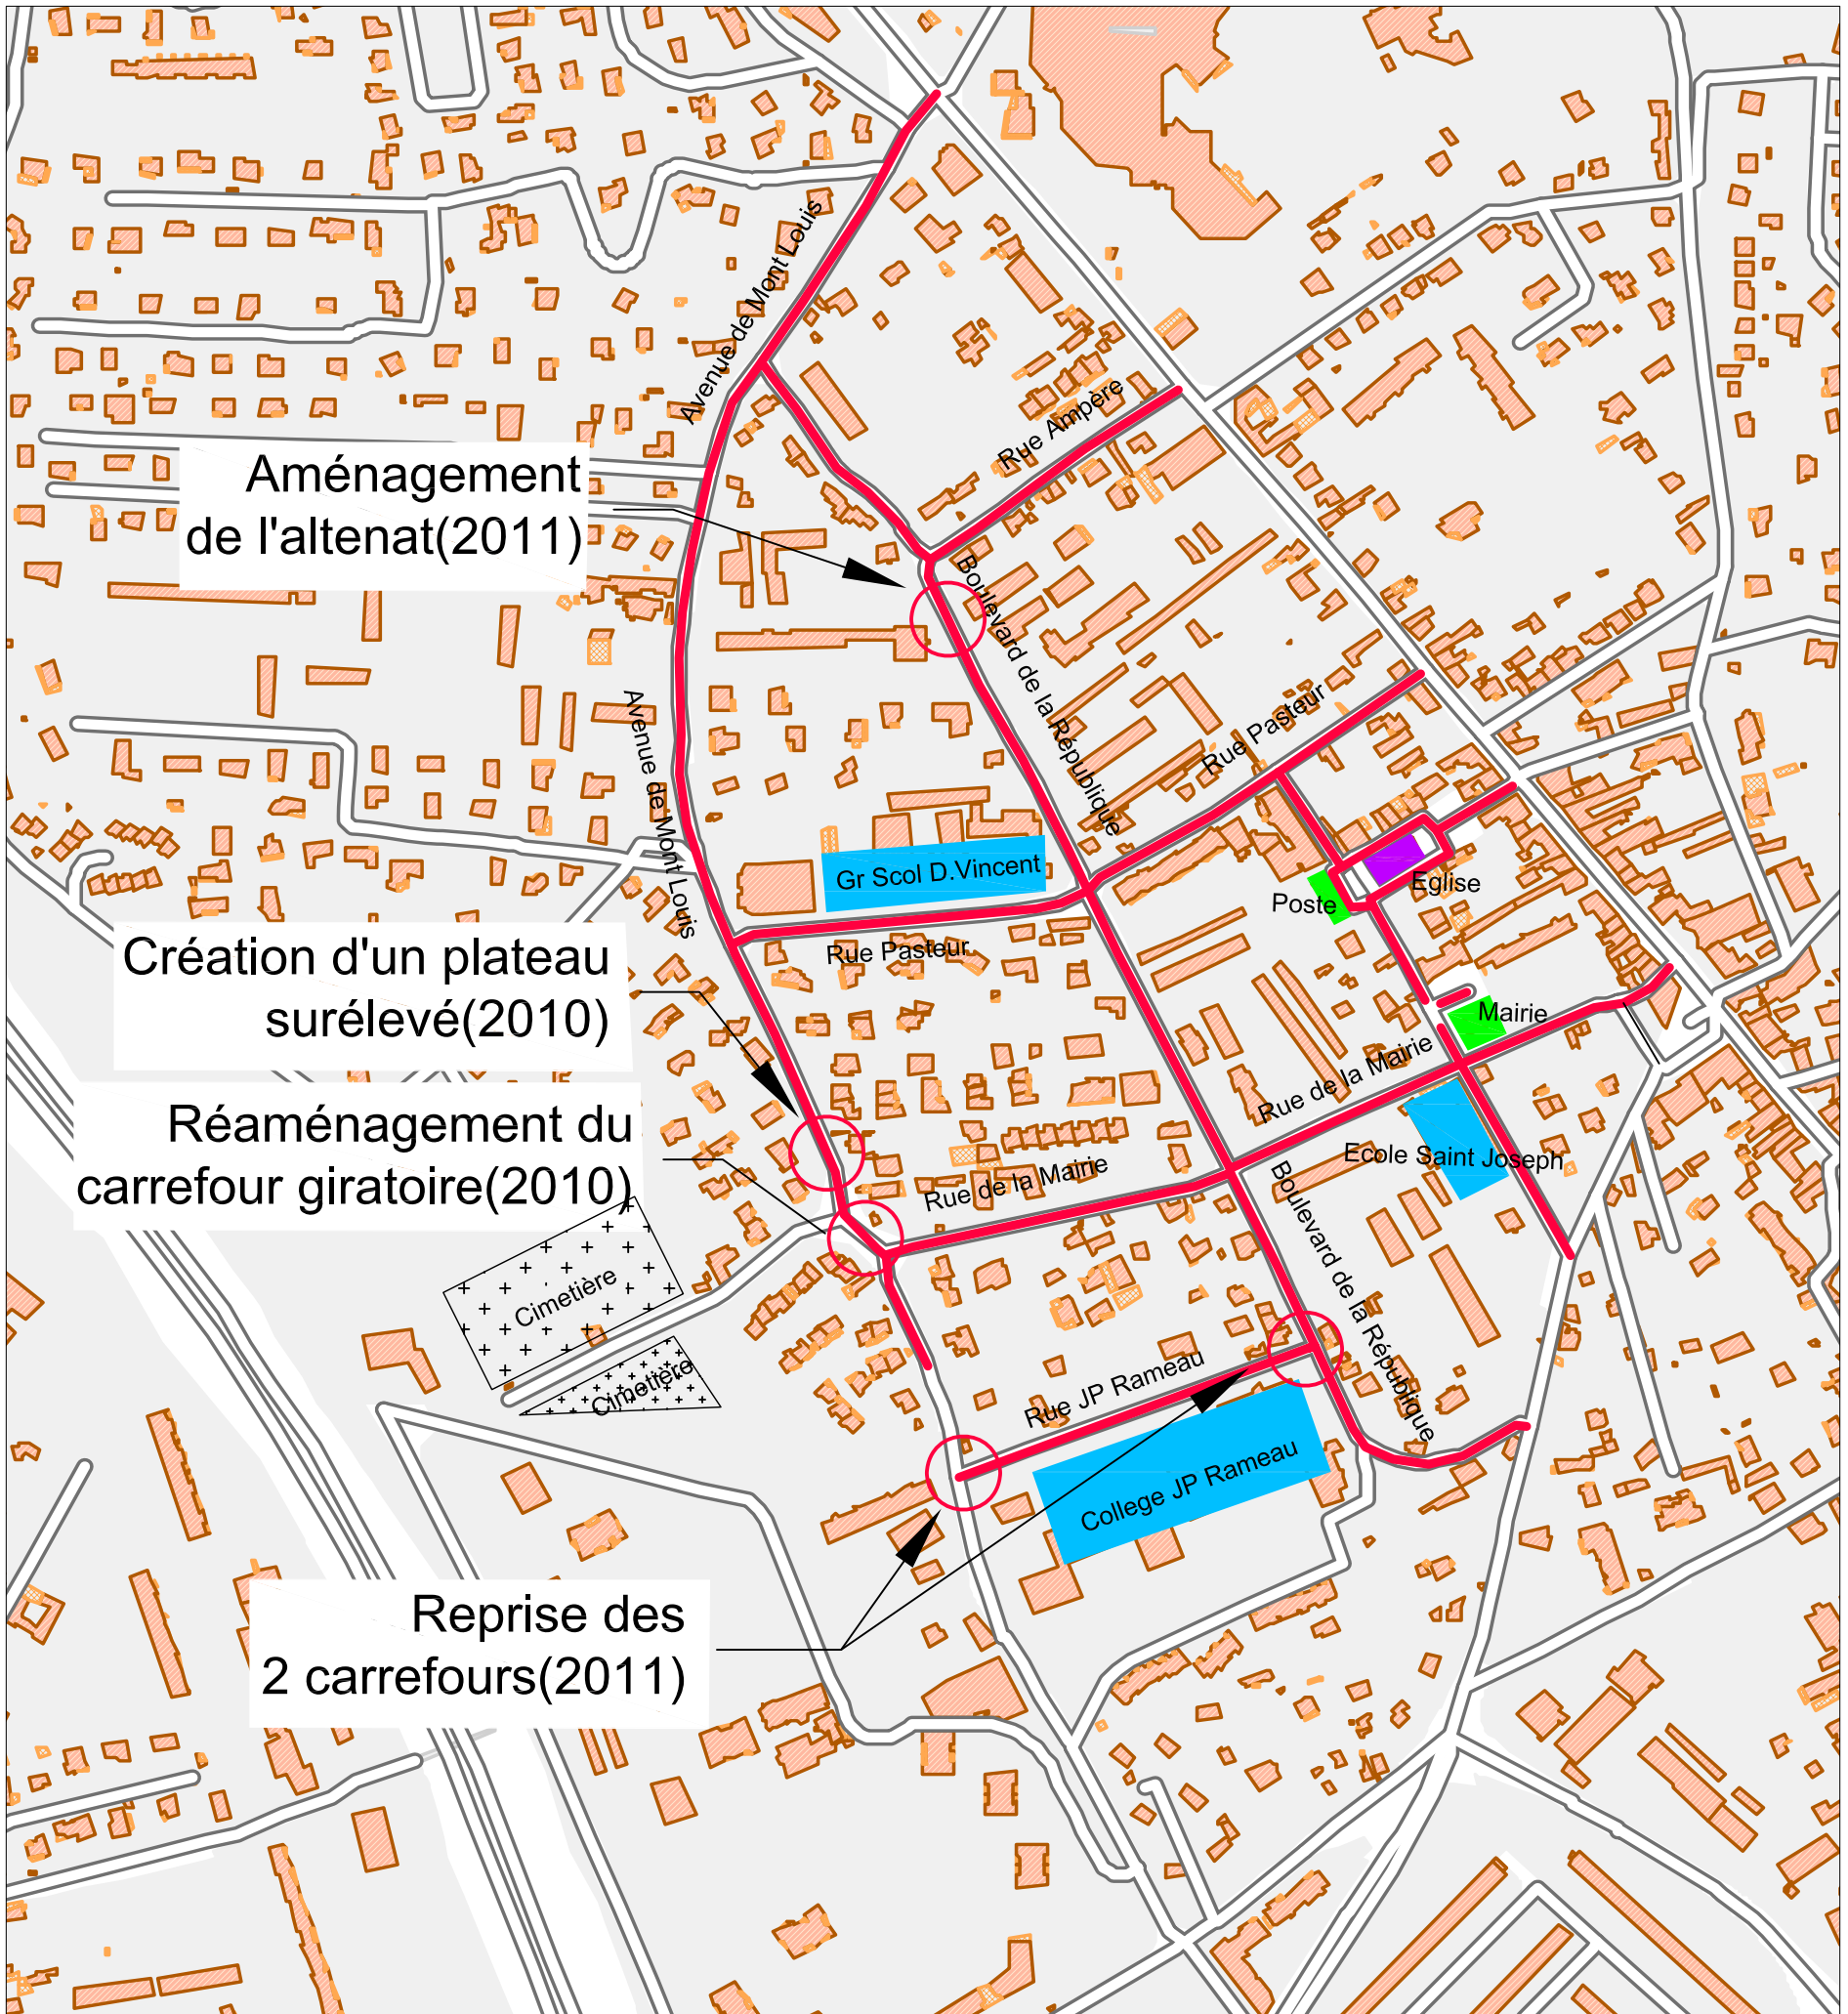 Avenue de Mont Louis
Rue Ampère
Aménagement
de l'altenat(2011)
Boulevard de la République
Avenue de Mont Louis
Rue Pasteur
Gr Scol D.Vincent
Eglise
Poste
Rue Pasteur
Création d'un plateau
surélevé(2010)
Mairie
Rue de la Mairie
Réaménagement du
carrefour giratoire(2010)
Ecole Saint Joseph
Rue de la Mairie
Boulevard de la République
Cimetière
Cimetière
Rue JP Rameau
College JP Rameau
Reprise des
2 carrefours(2011)